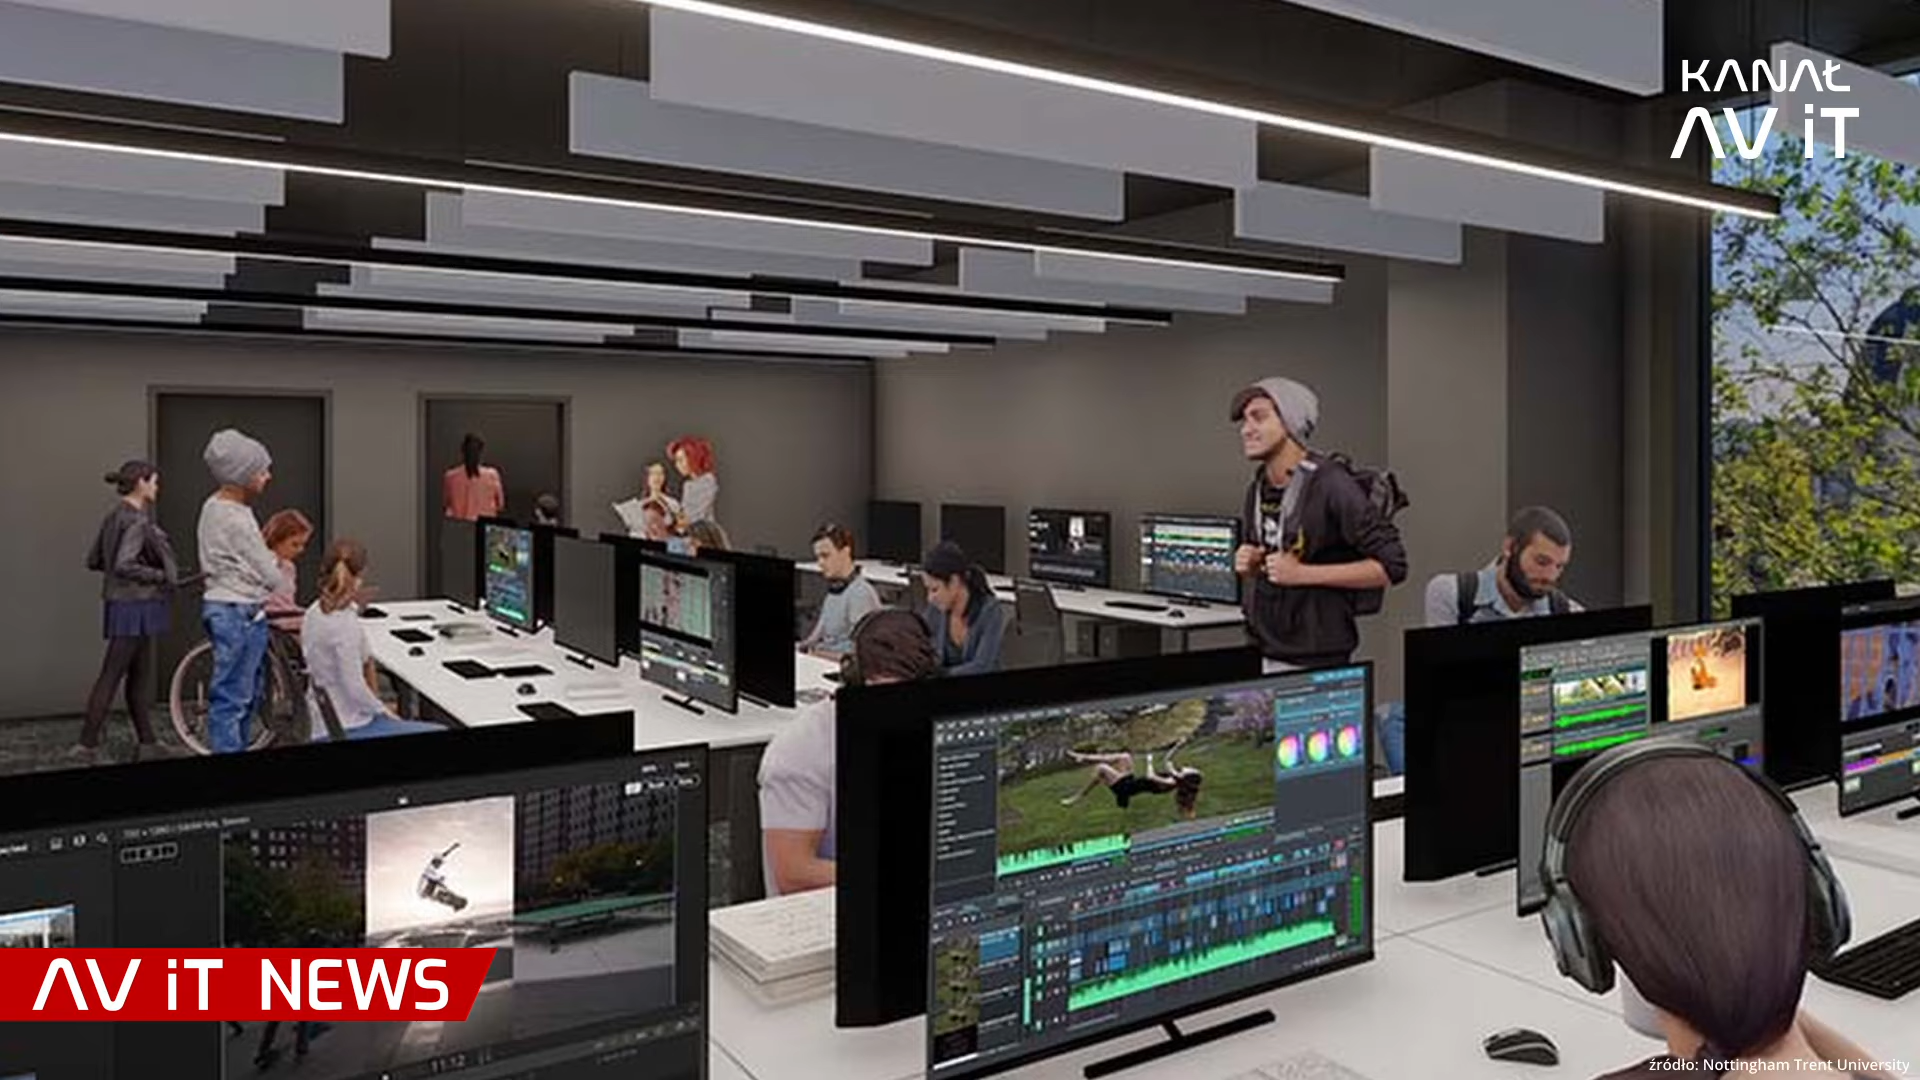 KANAŁ
AV iT
AV iT NEWS
źródło: Nottingham Trent University